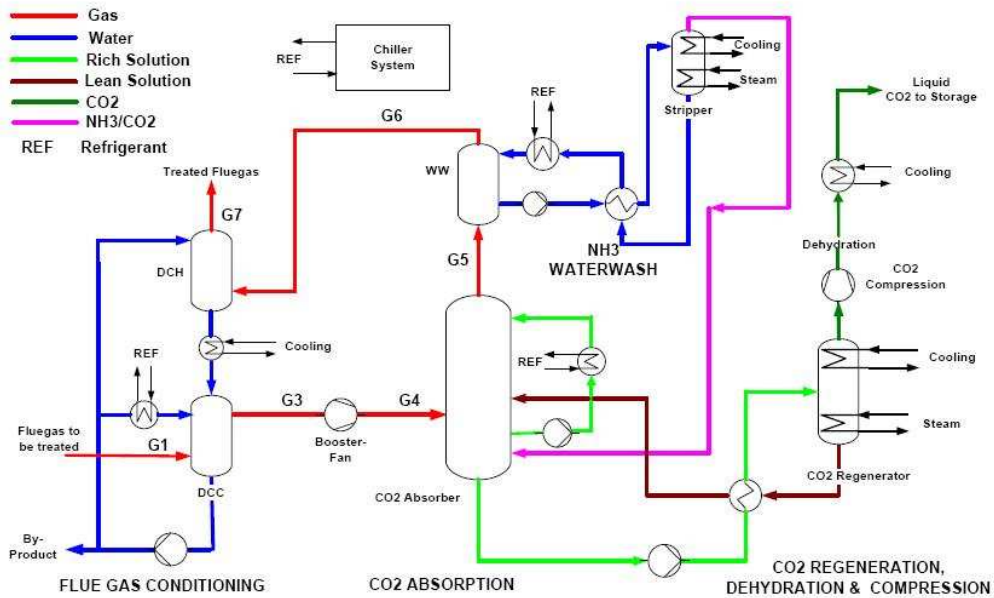 Gas
Water
Rich Solution
Lean Solution
CO2
NH3/CO2
REF Refrigerant
REF
Chiller
System
Cooling
Steam
Stripper
Liquid
CO2 to Storage
G6
REF
Treated Fluegas
WW
Cooling
G7
G5
NH3
WATERWASH
Dehydration
DCH
CO2
Compression
REF
Cooling
REF
Cooling
G3
G4
Fluegas to
be treated
G1
Booster-
Fan
Steam
DCC
CO2 Absorber
CO2 Regenerator
By-
Product
FLUE GAS CONDITIONING
CO2 ABSORPTION
CO2 REGENERATION,
DEHYDRATION & COMPRESSION